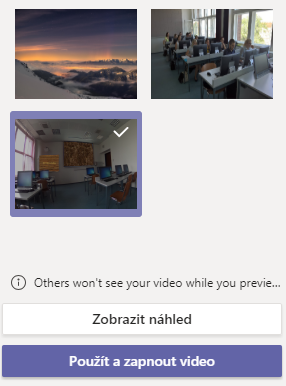 Others won't see your video while you previe...
Zobrazit náhled
Použít a zapnout video